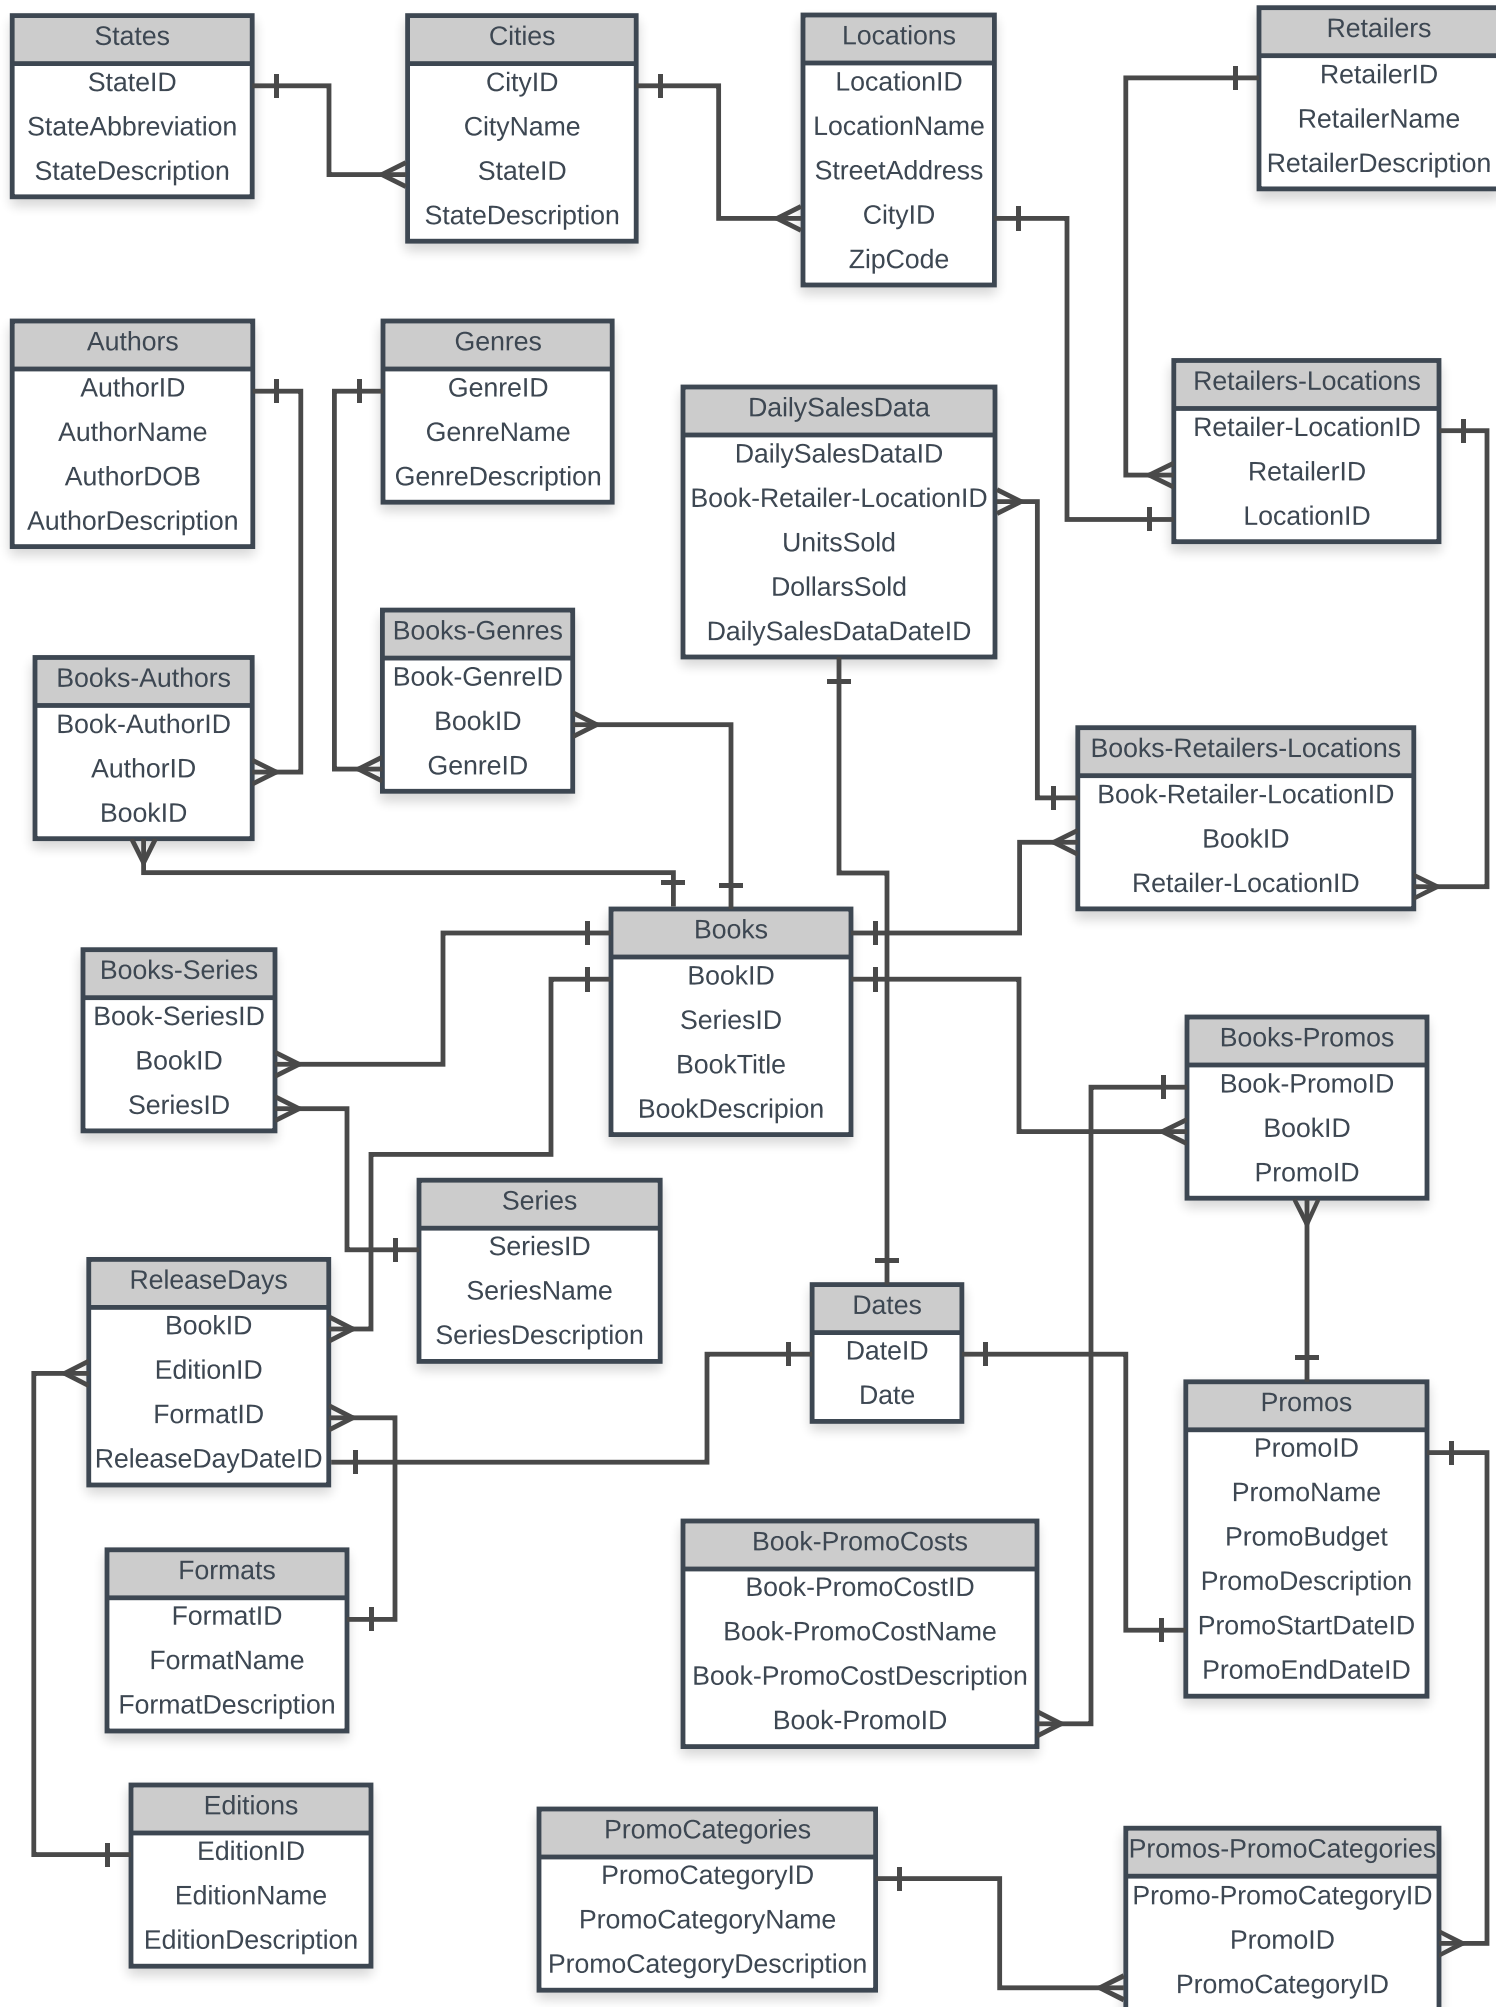 States
StateID
StateAbbreviation
StateDescription
Cities
CityID
CityName
StateID
StateDescription
Locations
LocationID
LocationName
StreetAddress
CityID
ZipCode
Retailers
RetailerID
RetailerName
RetailerDescription
Authors
AuthorID
AuthorName
AuthorDOB
AuthorDescription
Genres
GenreID
GenreName
GenreDescription
DailySalesData
DailySalesDataID
Book-Retailer-LocationID
UnitsSold
DollarsSold
DailySalesDataDateID
Retailers-Locations
Retailer-LocationID
RetailerID
LocationID
Books-Authors
Book-AuthorID
AuthorID
BookID
Books-Genres
Book-GenreID
BookID
GenreID
Books-Retailers-Locations
Book-Retailer-LocationID
BookID
Retailer-LocationID
Books-Series
Book-SeriesID
BookID
SeriesID
Books
BookID
SeriesID
BookTitle
BookDescripion
Books-Promos
Book-PromoID
BookID
PromoID
Series
SeriesID
SeriesName
SeriesDescription
ReleaseDays
BookID
EditionID
FormatID
ReleaseDayDateID
Dates
DateID
Date
Promos
PromoID
PromoName
PromoBudget
PromoDescription
PromoStartDateID
PromoEndDateID
Formats
FormatID
FormatName
FormatDescription
Book-PromoCosts
Book-PromoCostID
Book-PromoCostName
Book-PromoCostDescription
Book-PromoID
Editions
EditionID
EditionName
EditionDescription
PromoCategories
PromoCategoryID
PromoCategoryName
PromoCategoryDescription
Promos-PromoCategories
Promo-PromoCategoryID
PromoID
PromoCategoryID